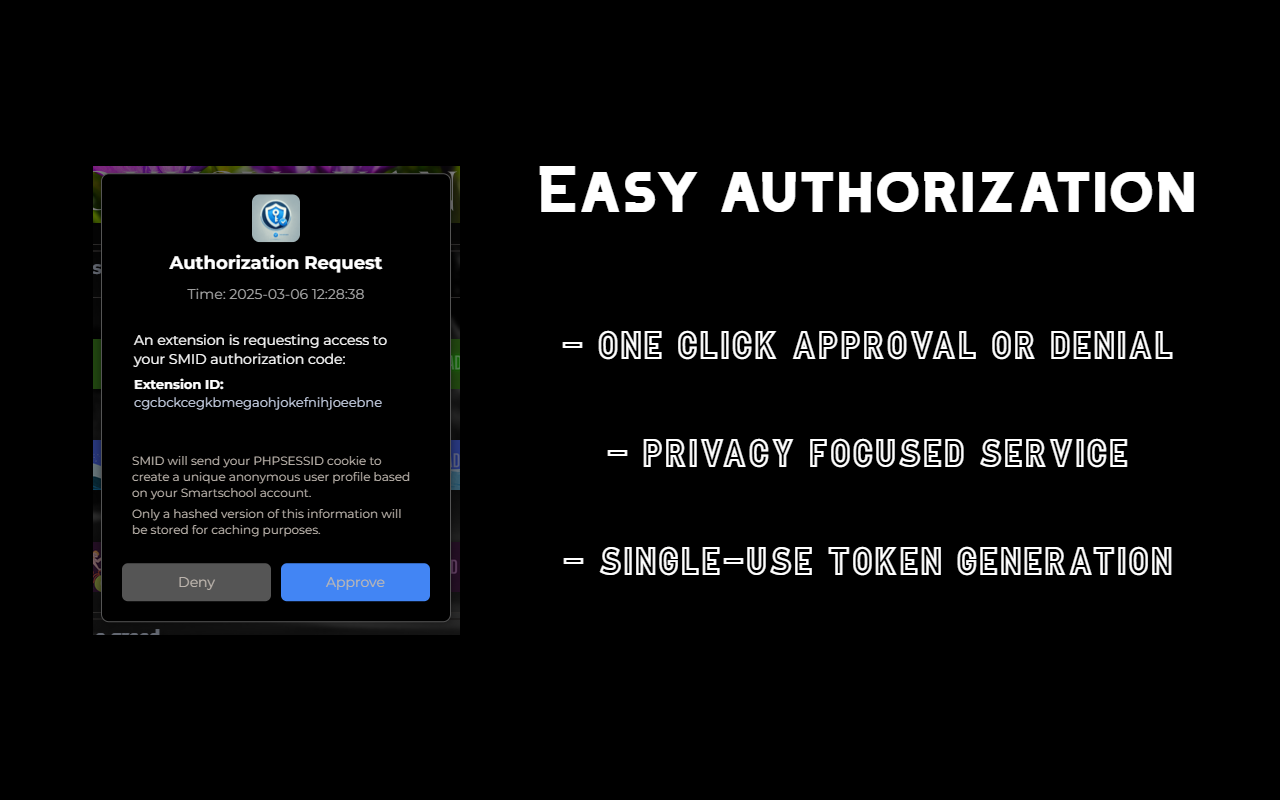 Easy authorization
Authorization Request
Time: 2025-03-06 12:28:38
An extension is requesting access to
your SMID authorization code:
Extension ID:
cgcbckcegkbmegaohjokefnihjoeebne
SMID will send your PHPSESSID cookie to
create a unique anonymous user profile based
on your Smartschool account.
Only a hashed version of this information will
be stored for caching purposes.
Deny
Approve
- ONE CLICK APPROVAL OR DENIAL
- PRIVACY FOCUSED SERVICE
- SINGLE-USE TOKEN GENERATION